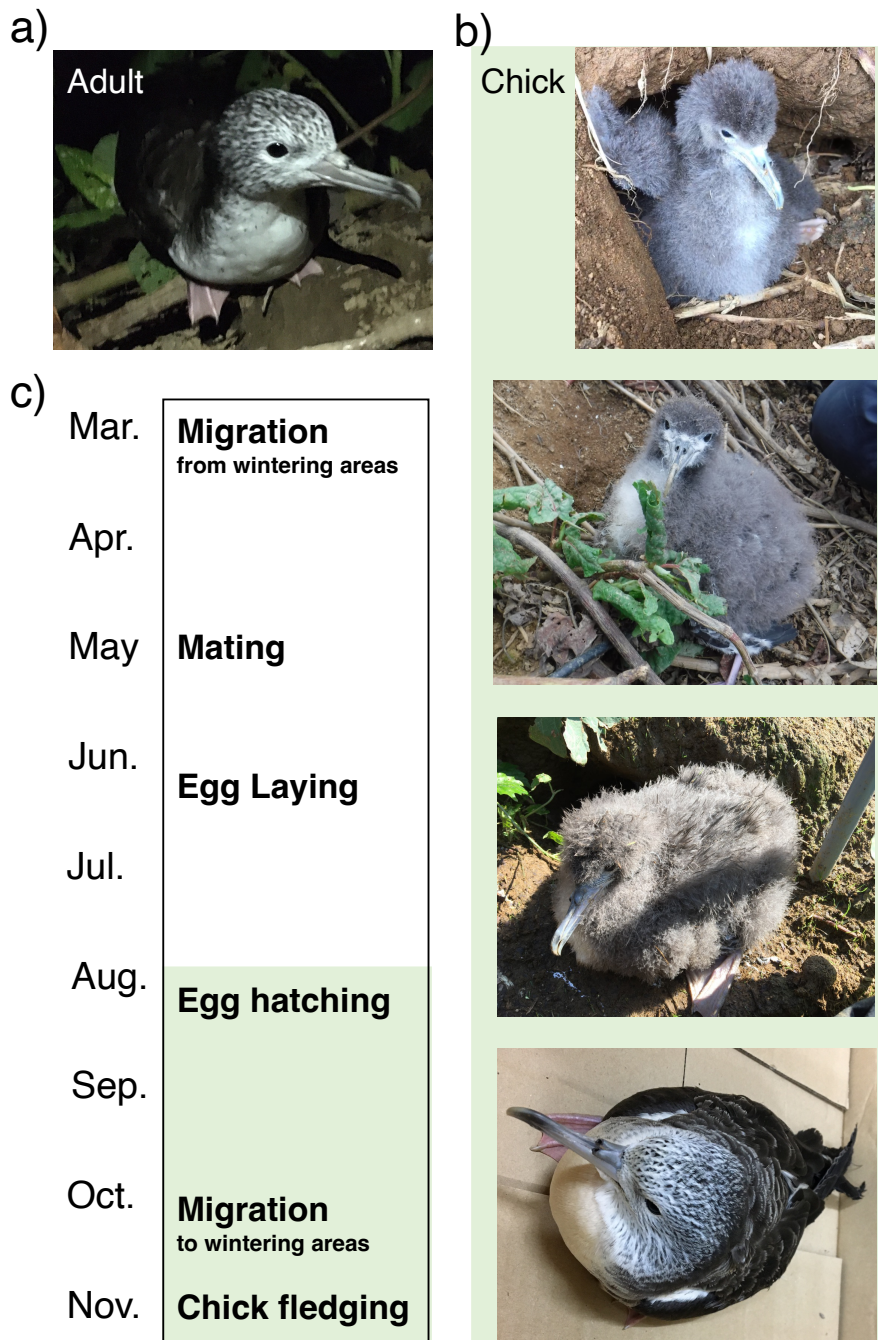 a)
Adult
b)
Chick
c)
Mar.
Migration
from wintering areas
Apr.
May
Mating
Jun.
Egg Laying
Jul.
Aug.
Egg hatching
Sep.
Oct.
Migration
to wintering areas
Nov.
Chick fledging